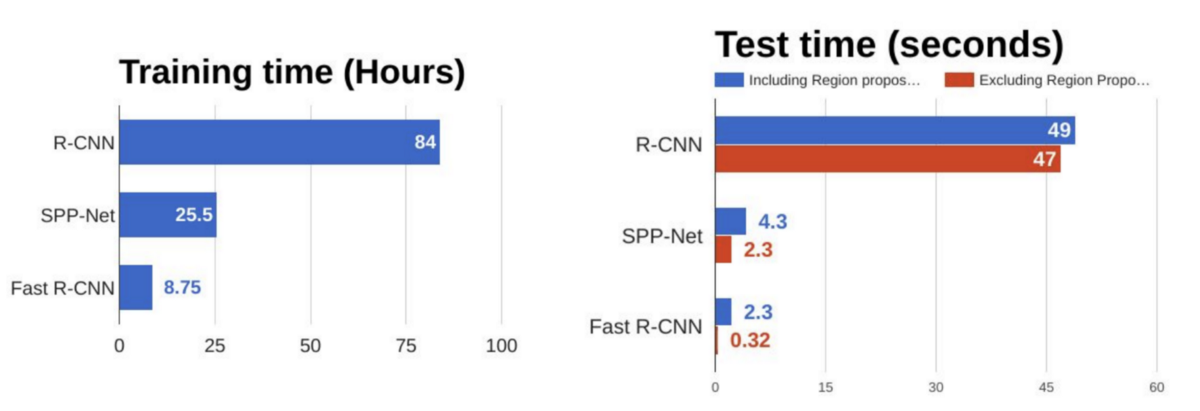 Training time (Hours)
R-CNN
84
SPP-Net
25.5
Fast R-CNN
8.75
0 25 50 75 100
Test time (seconds)
Including Region propos... Excluding Region Propo...
R-CNN
49
47
SPP-Net
4.3
2.3
Fast R-CNN
2.3
0.32
0 15 30 45 60